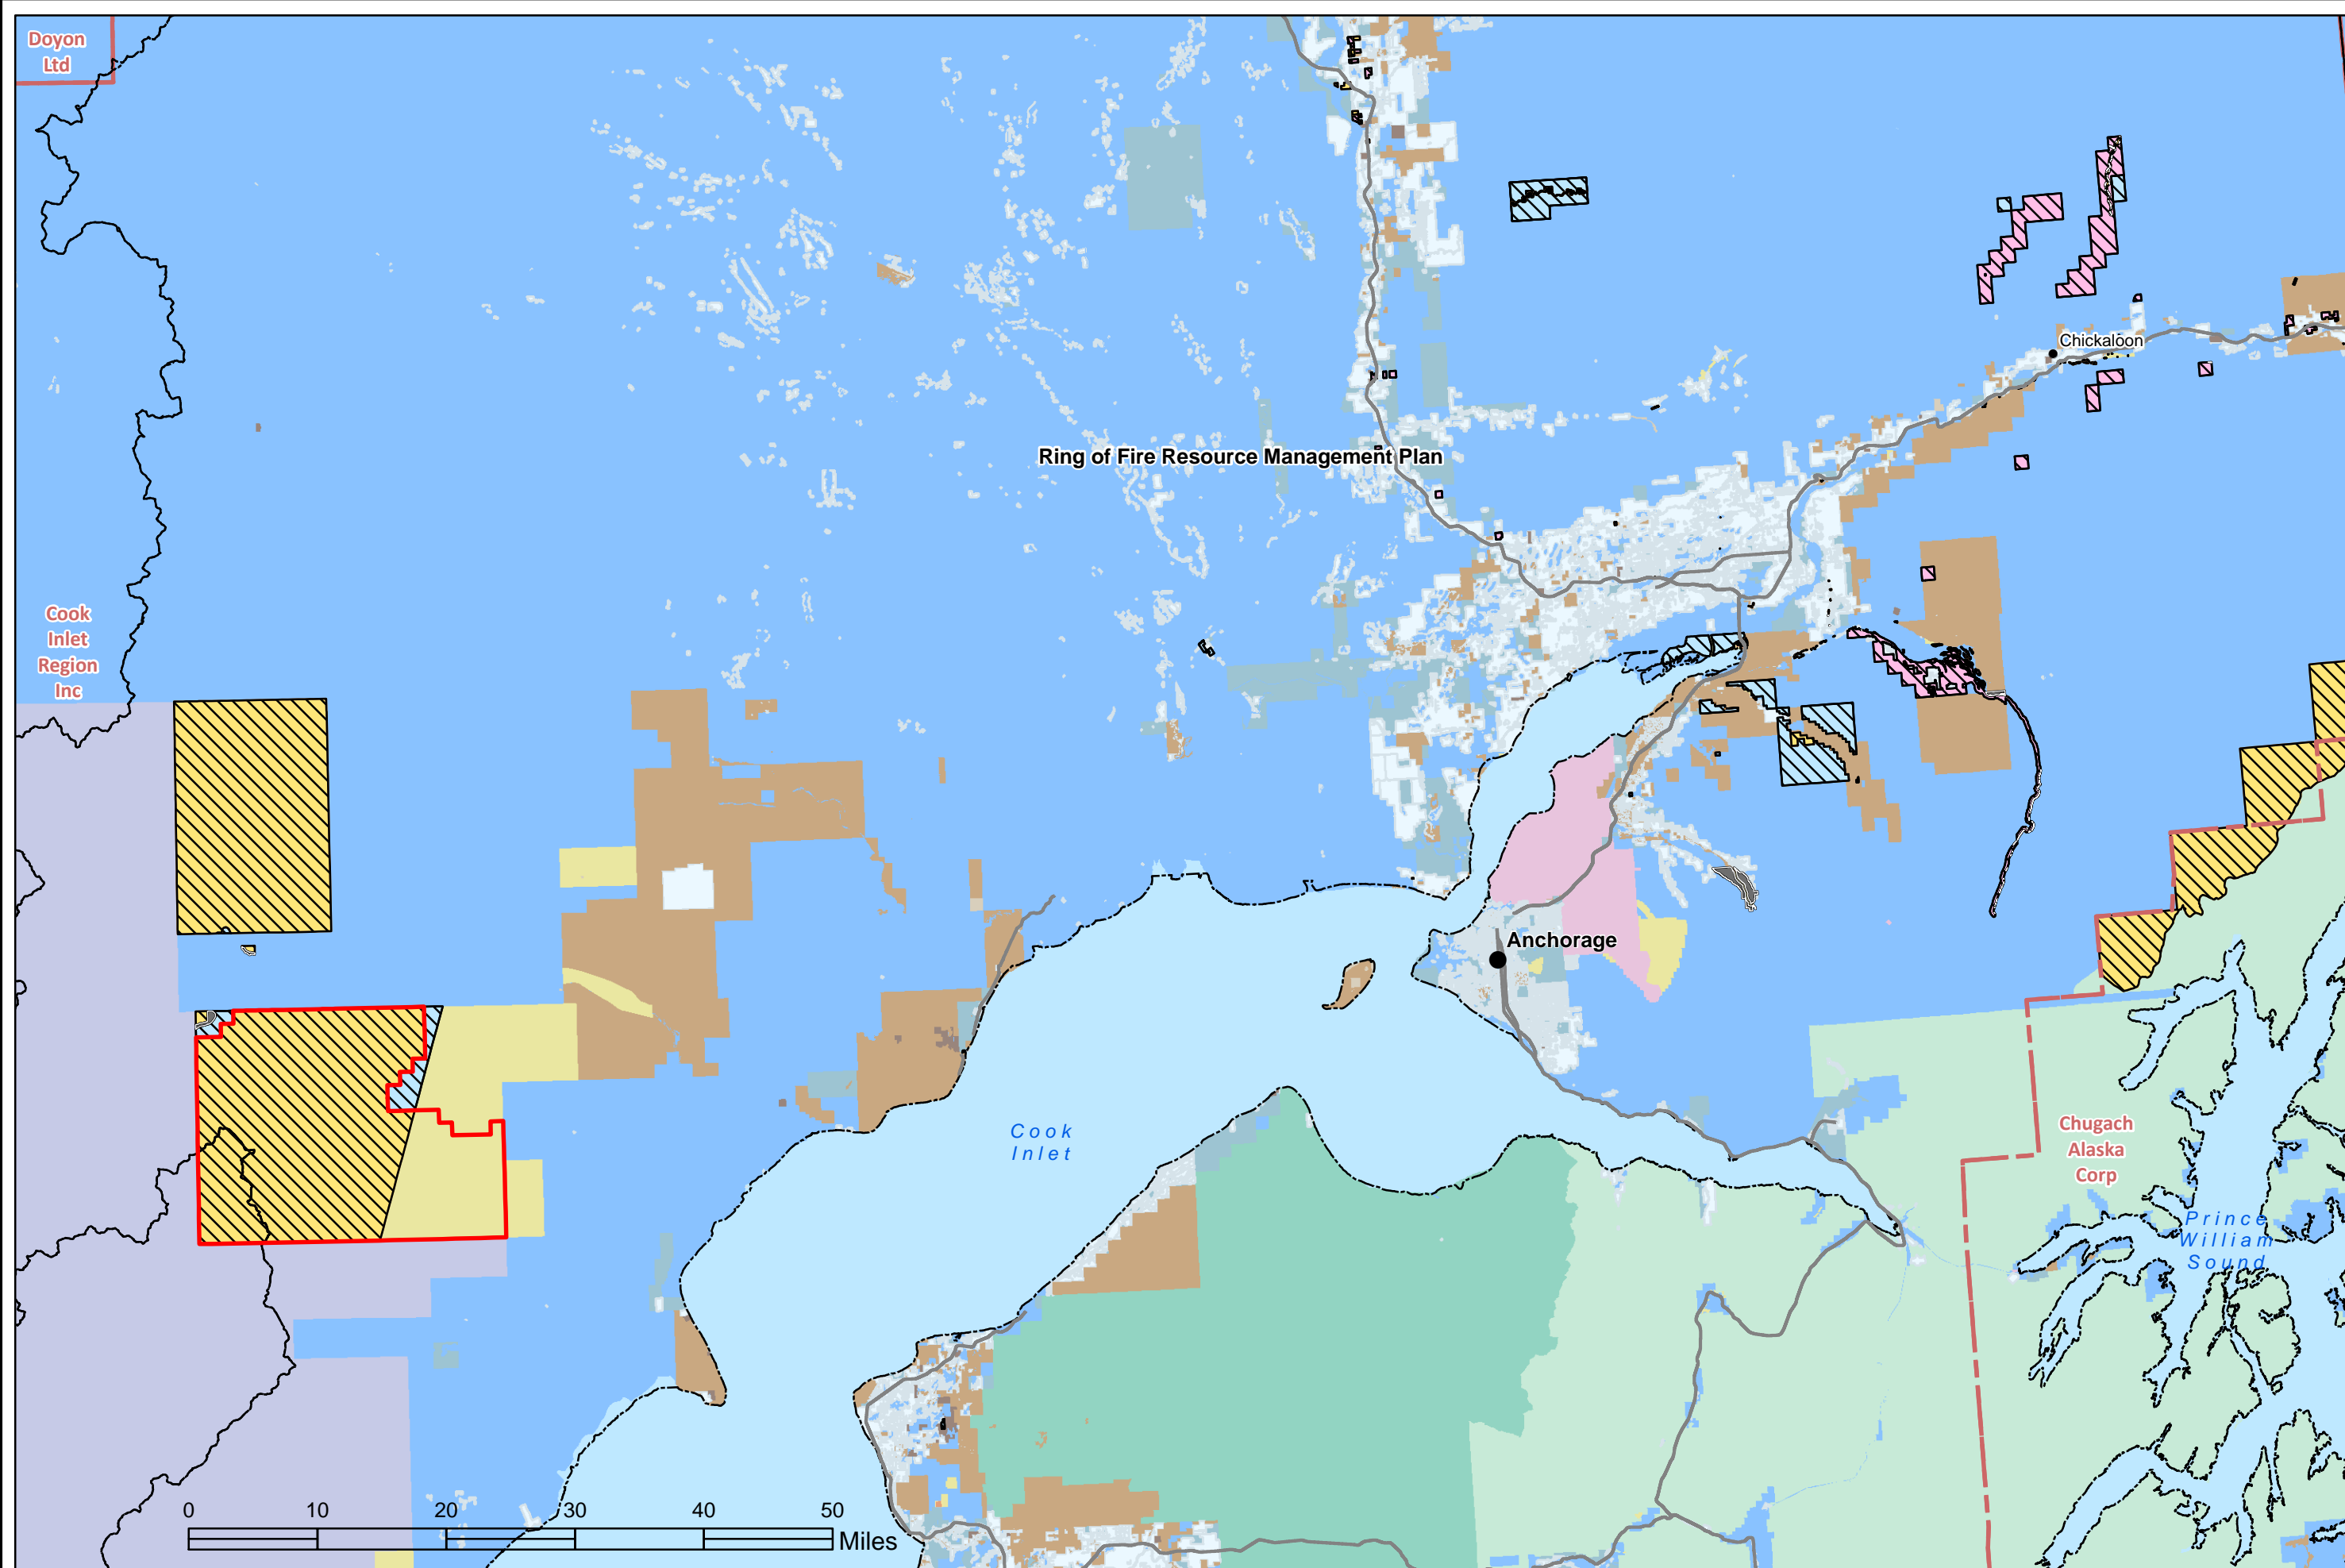 Doyon
Ltd
Chickaloon
Ring of Fire Resource Management Plan
Cook
Inlet
Region
Inc
Anchorage
Cook
Inlet
Chugach
Alaska
Corp
Prince
William
Sound
0 10 20 30 40 50
Miles